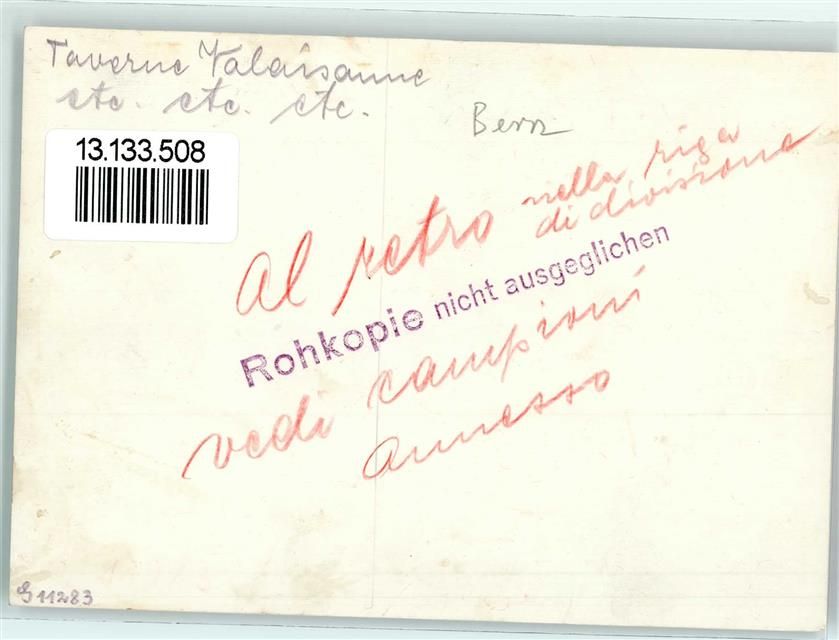 Taverne Valaisanne
etc. etc. etc.
Bern
13.133.508
al retro nella riga
di divisione
Rohkopie nicht ausgeglichen
vedi campioni
annesso
G 11283